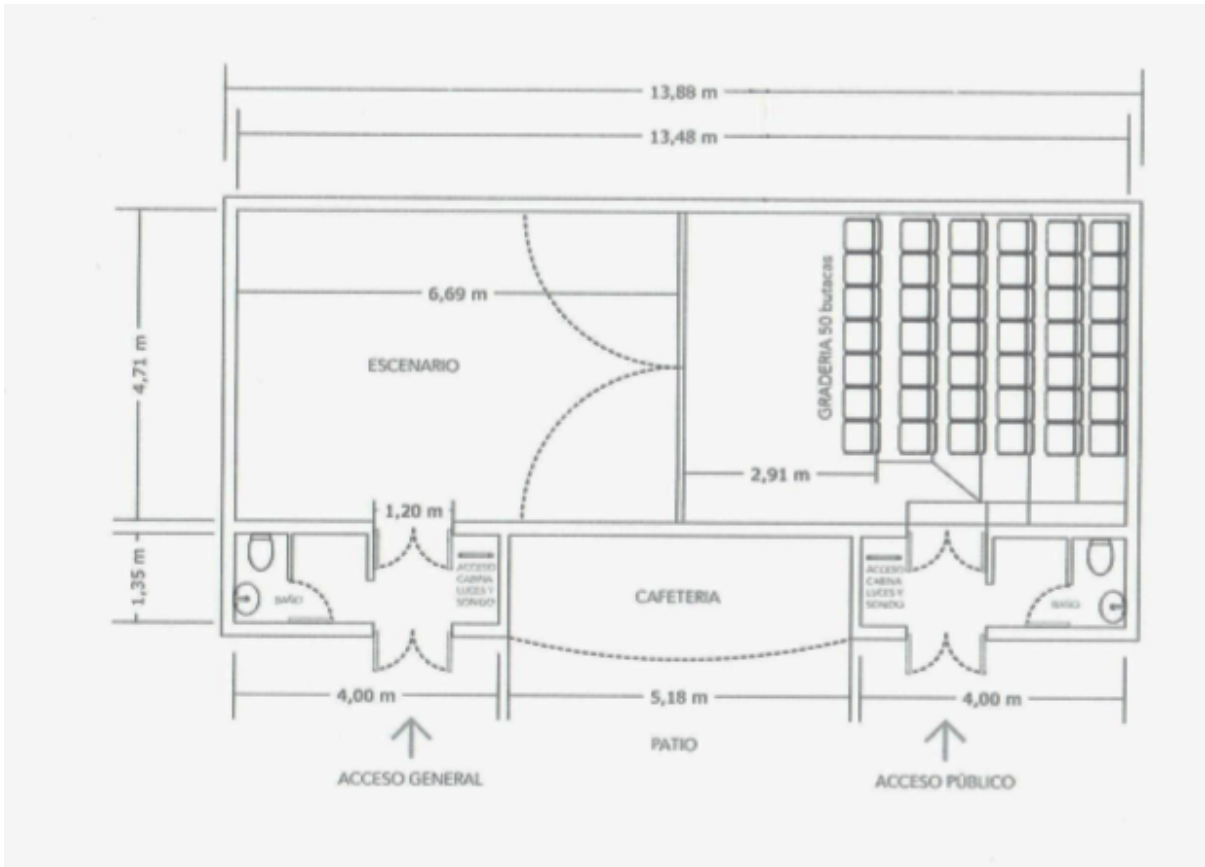 13,88 m
13,48 m
4,71 m
6,69 m
ESCENARIO
GRADERIA 50 butacas
2,91 m
1,20 m
1,35 m
BAÑO
ACCESO
CABINA
LUCES Y
SONIDO
CAFETERIA
ACCESO
CABINA
LUCES Y
SONIDO
BAÑO
4,00 m
5,18 m
4,00 m
PATIO
ACCESO GENERAL
ACCESO PÚBLICO